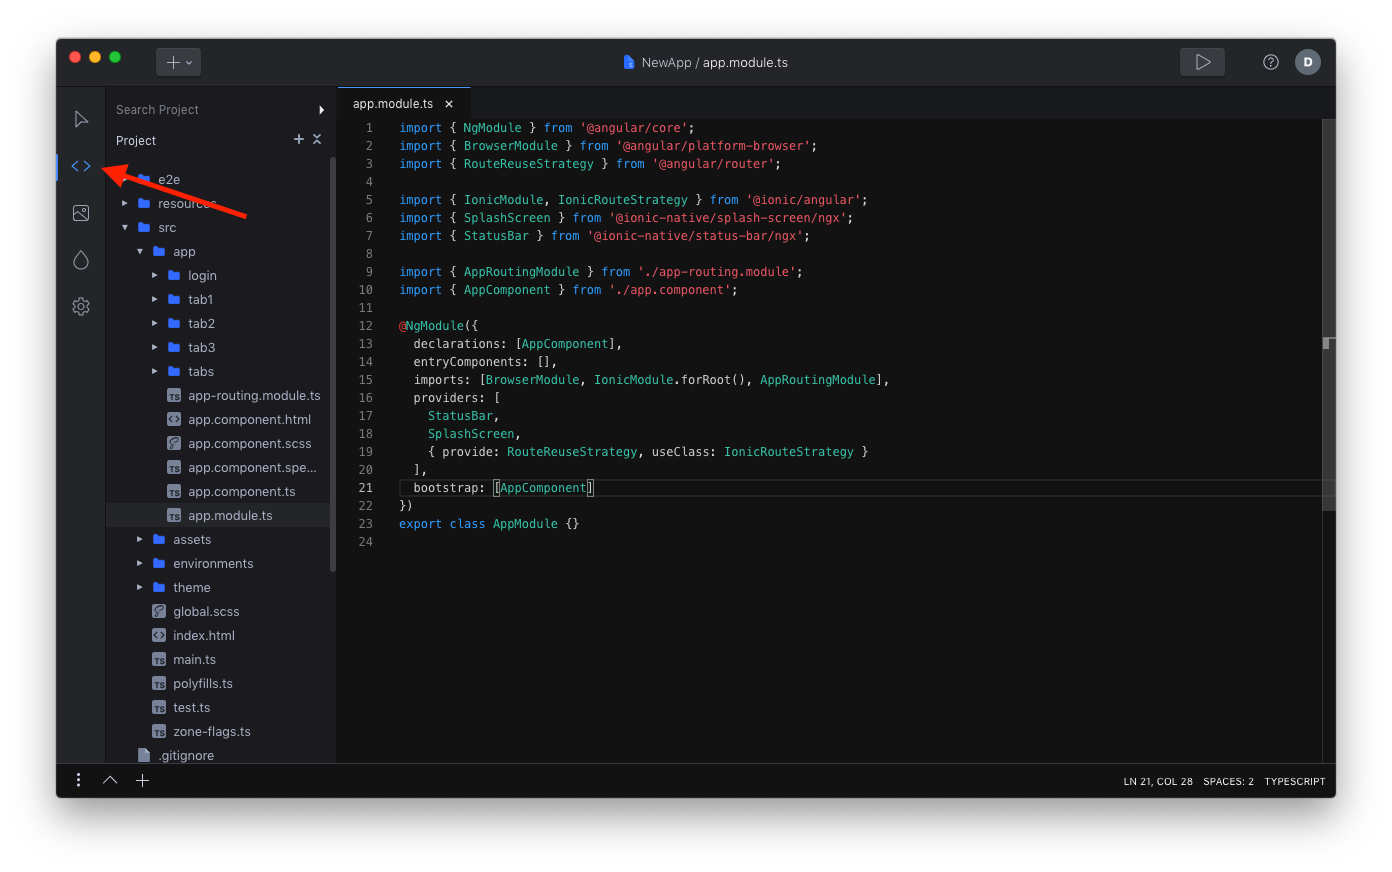 NewApp / app.module.ts
D
Search Project
Project
e2e
resources
src
app
login
tab1
tab2
tab3
tabs
app-routing.module.ts
app.component.html
app.component.scss
app.component.spe...
app.component.ts
app.module.ts
assets
environments
theme
global.scss
index.html
main.ts
polyfills.ts
test.ts
zone-flags.ts
.gitignore
app.module.ts ×
1 import { NgModule } from '@angular/core';
2 import { BrowserModule } from '@angular/platform-browser';
3 import { RouteReuseStrategy } from '@angular/router';
4
5 import { IonicModule, IonicRouteStrategy } from '@ionic/angular';
6 import { SplashScreen } from '@ionic-native/splash-screen/ngx';
7 import { StatusBar } from '@ionic-native/status-bar/ngx';
8
9 import { AppRoutingModule } from './app-routing.module';
10 import { AppComponent } from './app.component';
11
12 @NgModule({
13   declarations: [AppComponent],
14   entryComponents: [],
15   imports: [BrowserModule, IonicModule.forRoot(), AppRoutingModule],
16   providers: [
17     StatusBar,
18     SplashScreen,
19     { provide: RouteReuseStrategy, useClass: IonicRouteStrategy }
20   ],
21   bootstrap: [AppComponent]
22 })
23 export class AppModule {}
24
LN 21, COL 28 SPACES: 2 TYPESCRIPT